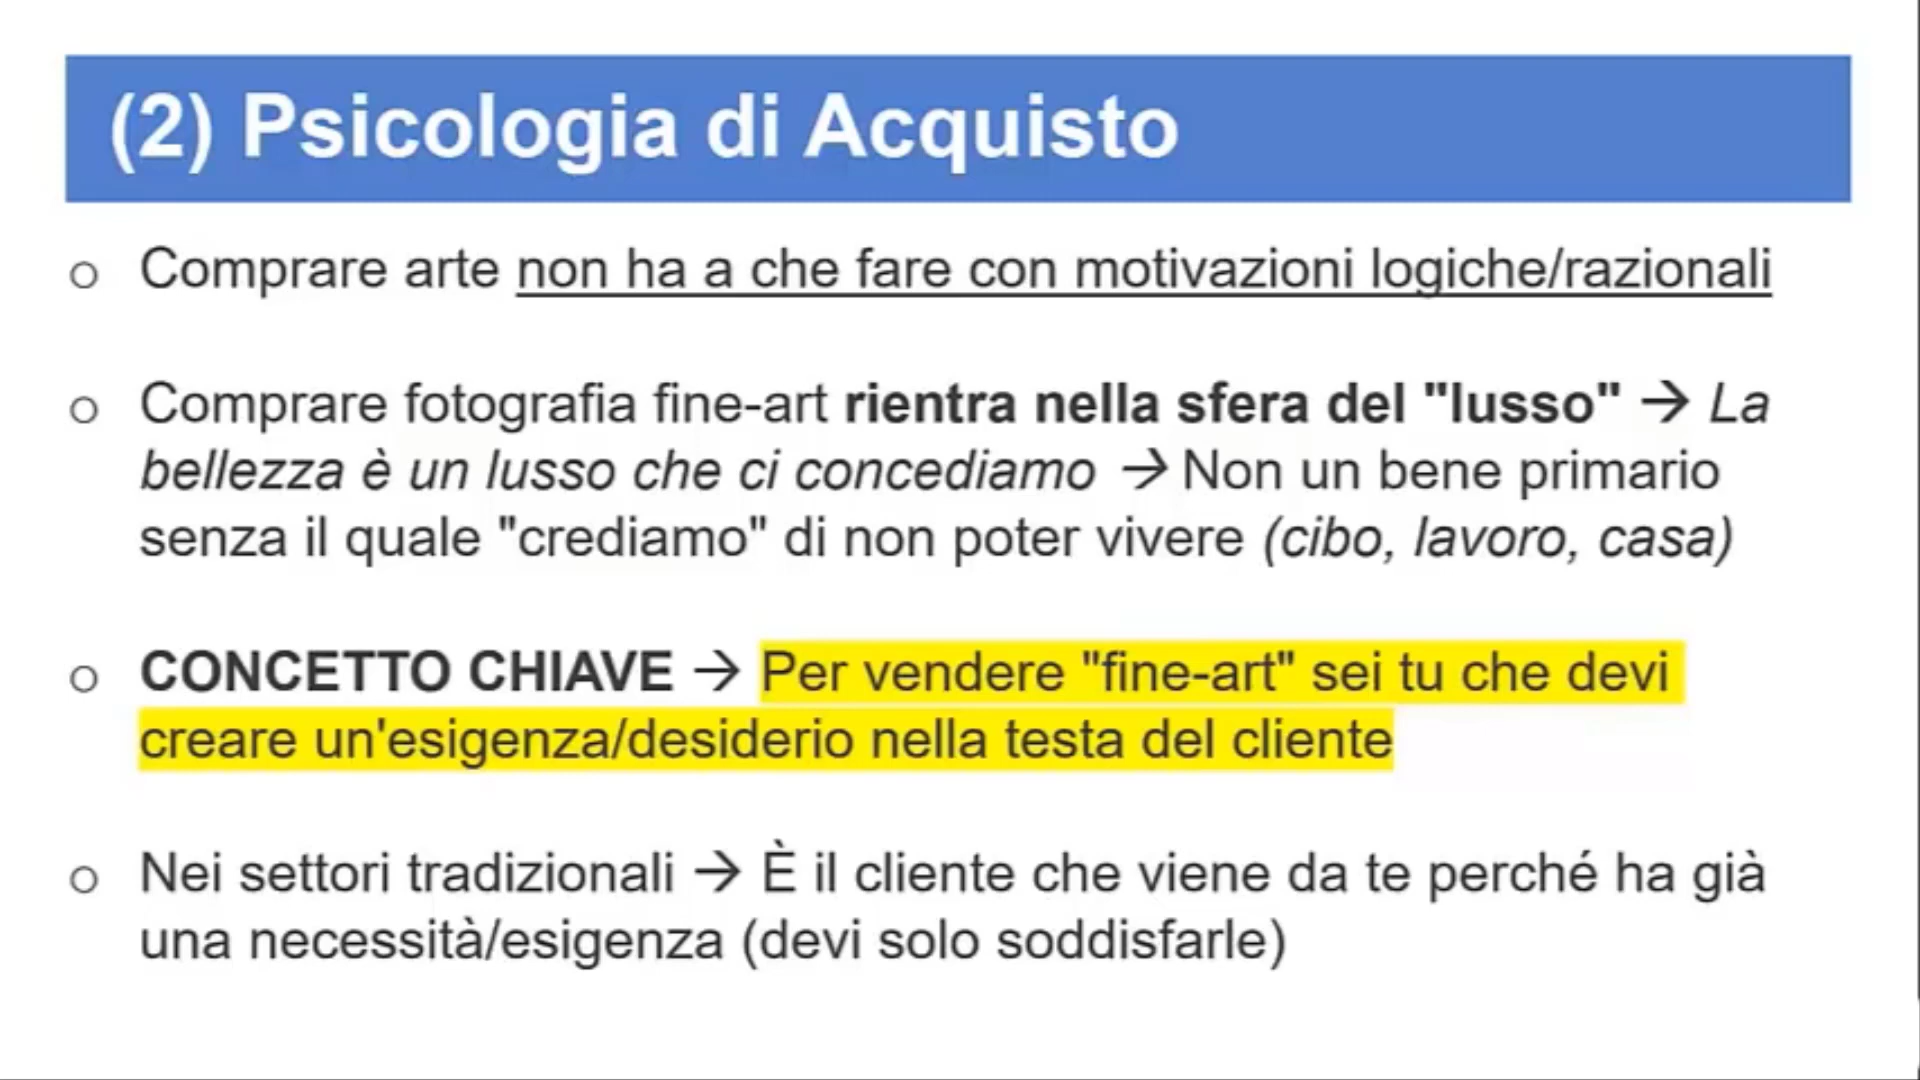 (2) Psicologia di Acquisto
o Comprare arte non ha a che fare con motivazioni logiche/razionali
o Comprare fotografia fine-art rientra nella sfera del "lusso" → La
bellezza è un lusso che ci concediamo → Non un bene primario
senza il quale "crediamo" di non poter vivere (cibo, lavoro, casa)
o CONCETTO CHIAVE → Per vendere "fine-art" sei tu che devi
creare un'esigenza/desiderio nella testa del cliente
o Nei settori tradizionali → È il cliente che viene da te perché ha già
una necessità/esigenza (devi solo soddisfarle)